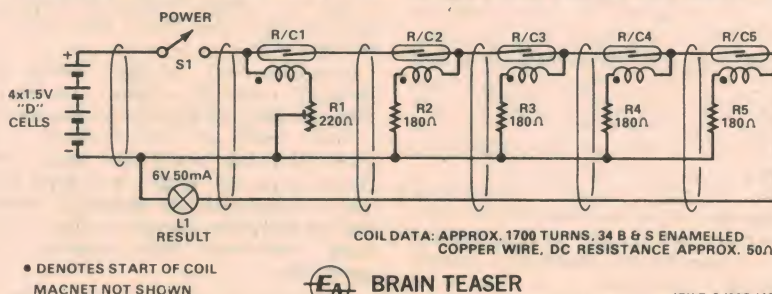 POWER
S1
R/C1
R/C2
R/C3
R/C4
R/C5
+
4x1.5V
"D"
CELLS
−
R1
220Ω
R2
180Ω
R3
180Ω
R4
180Ω
R5
180Ω
6V 50mA
L1
RESULT
COIL DATA: APPROX. 1700 TURNS, 34 B & S ENAMELLED
COPPER WIRE, DC RESISTANCE APPROX. 50Ω
• DENOTES START OF COIL
MAGNET NOT SHOWN
EA BRAIN TEASER